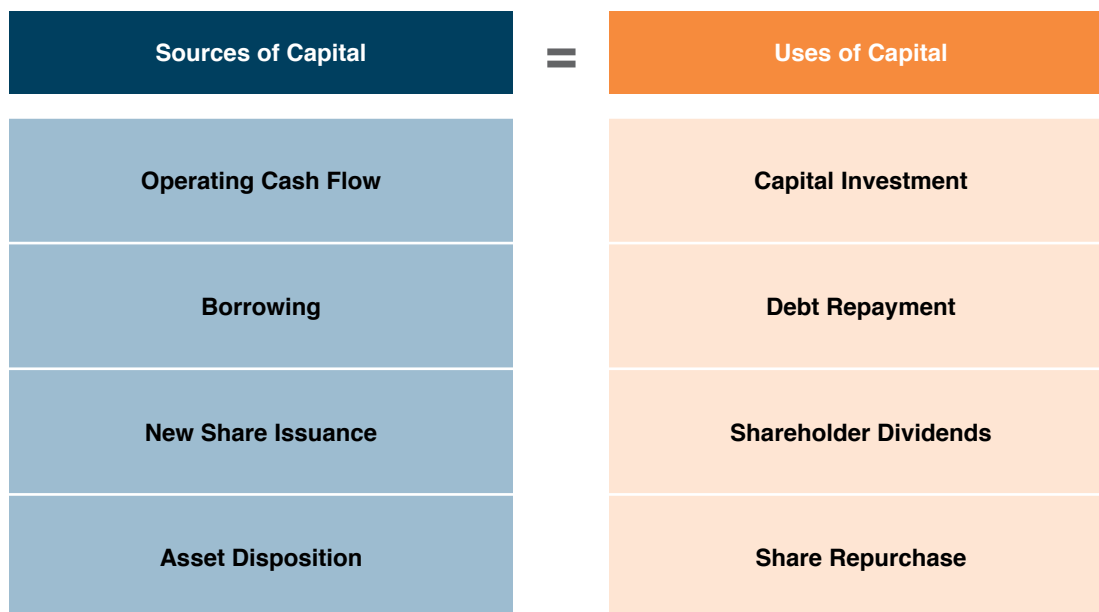 Sources of Capital
=
Uses of Capital
Operating Cash Flow
Capital Investment
Borrowing
Debt Repayment
New Share Issuance
Shareholder Dividends
Asset Disposition
Share Repurchase